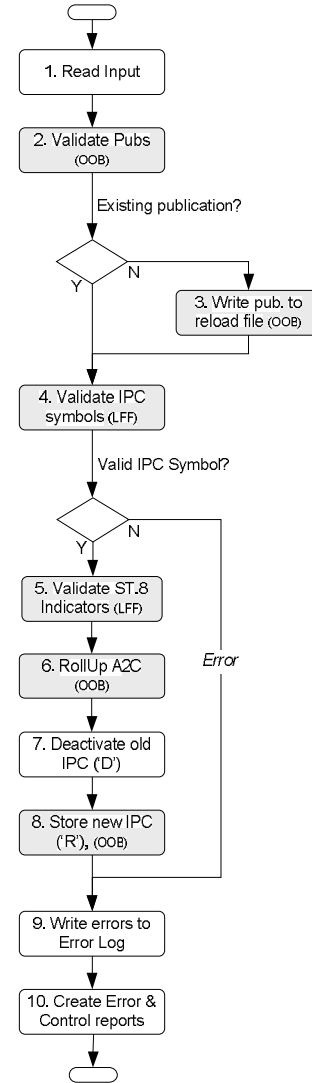 1. Read Input
2. Validate Pubs
(OOB)
Existing publication?
N
Y
3. Write pub. to
reload file (OOB)
4. Validate IPC
symbols (LFF)
Valid IPC Symbol?
N
Y
5. Validate ST.8
Indicators (LFF)
Error
6. RollUp A2C
(OOB)
7. Deactivate old
IPC (‘D’)
8. Store new IPC
(‘R’), (OOB)
9. Write errors to
Error Log
10. Create Error &
Control reports